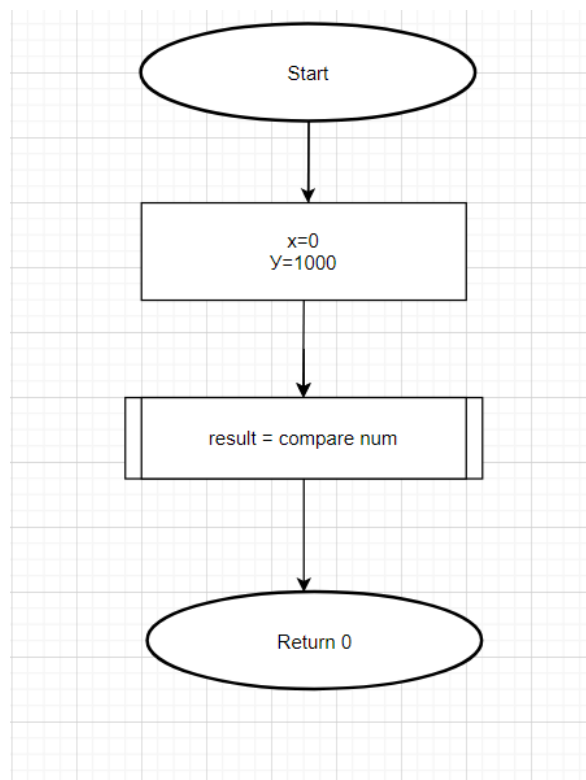 Start
x=0
У=1000
result = compare num
Return 0